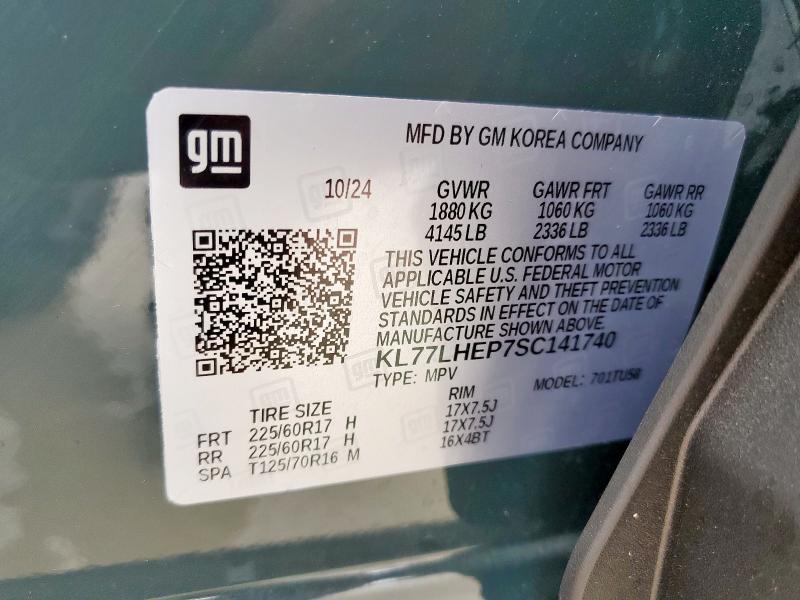 gm
MFD BY GM KOREA COMPANY
10/24 GVWR GAWR FRT GAWR RR
1880 KG 1060 KG 1060 KG
4145 LB 2336 LB 2336 LB
THIS VEHICLE CONFORMS TO ALL
APPLICABLE U.S. FEDERAL MOTOR
VEHICLE SAFETY AND THEFT PREVENTION
STANDARDS IN EFFECT ON THE DATE OF
MANUFACTURE SHOWN ABOVE.
KL77LHEP7SC141740
TYPE: MPV MODEL: 701TU58
TIRE SIZE RIM
FRT 225/60R17 H 17X7.5J
RR 225/60R17 H 17X7.5J
SPA T125/70R16 M 16X4BT